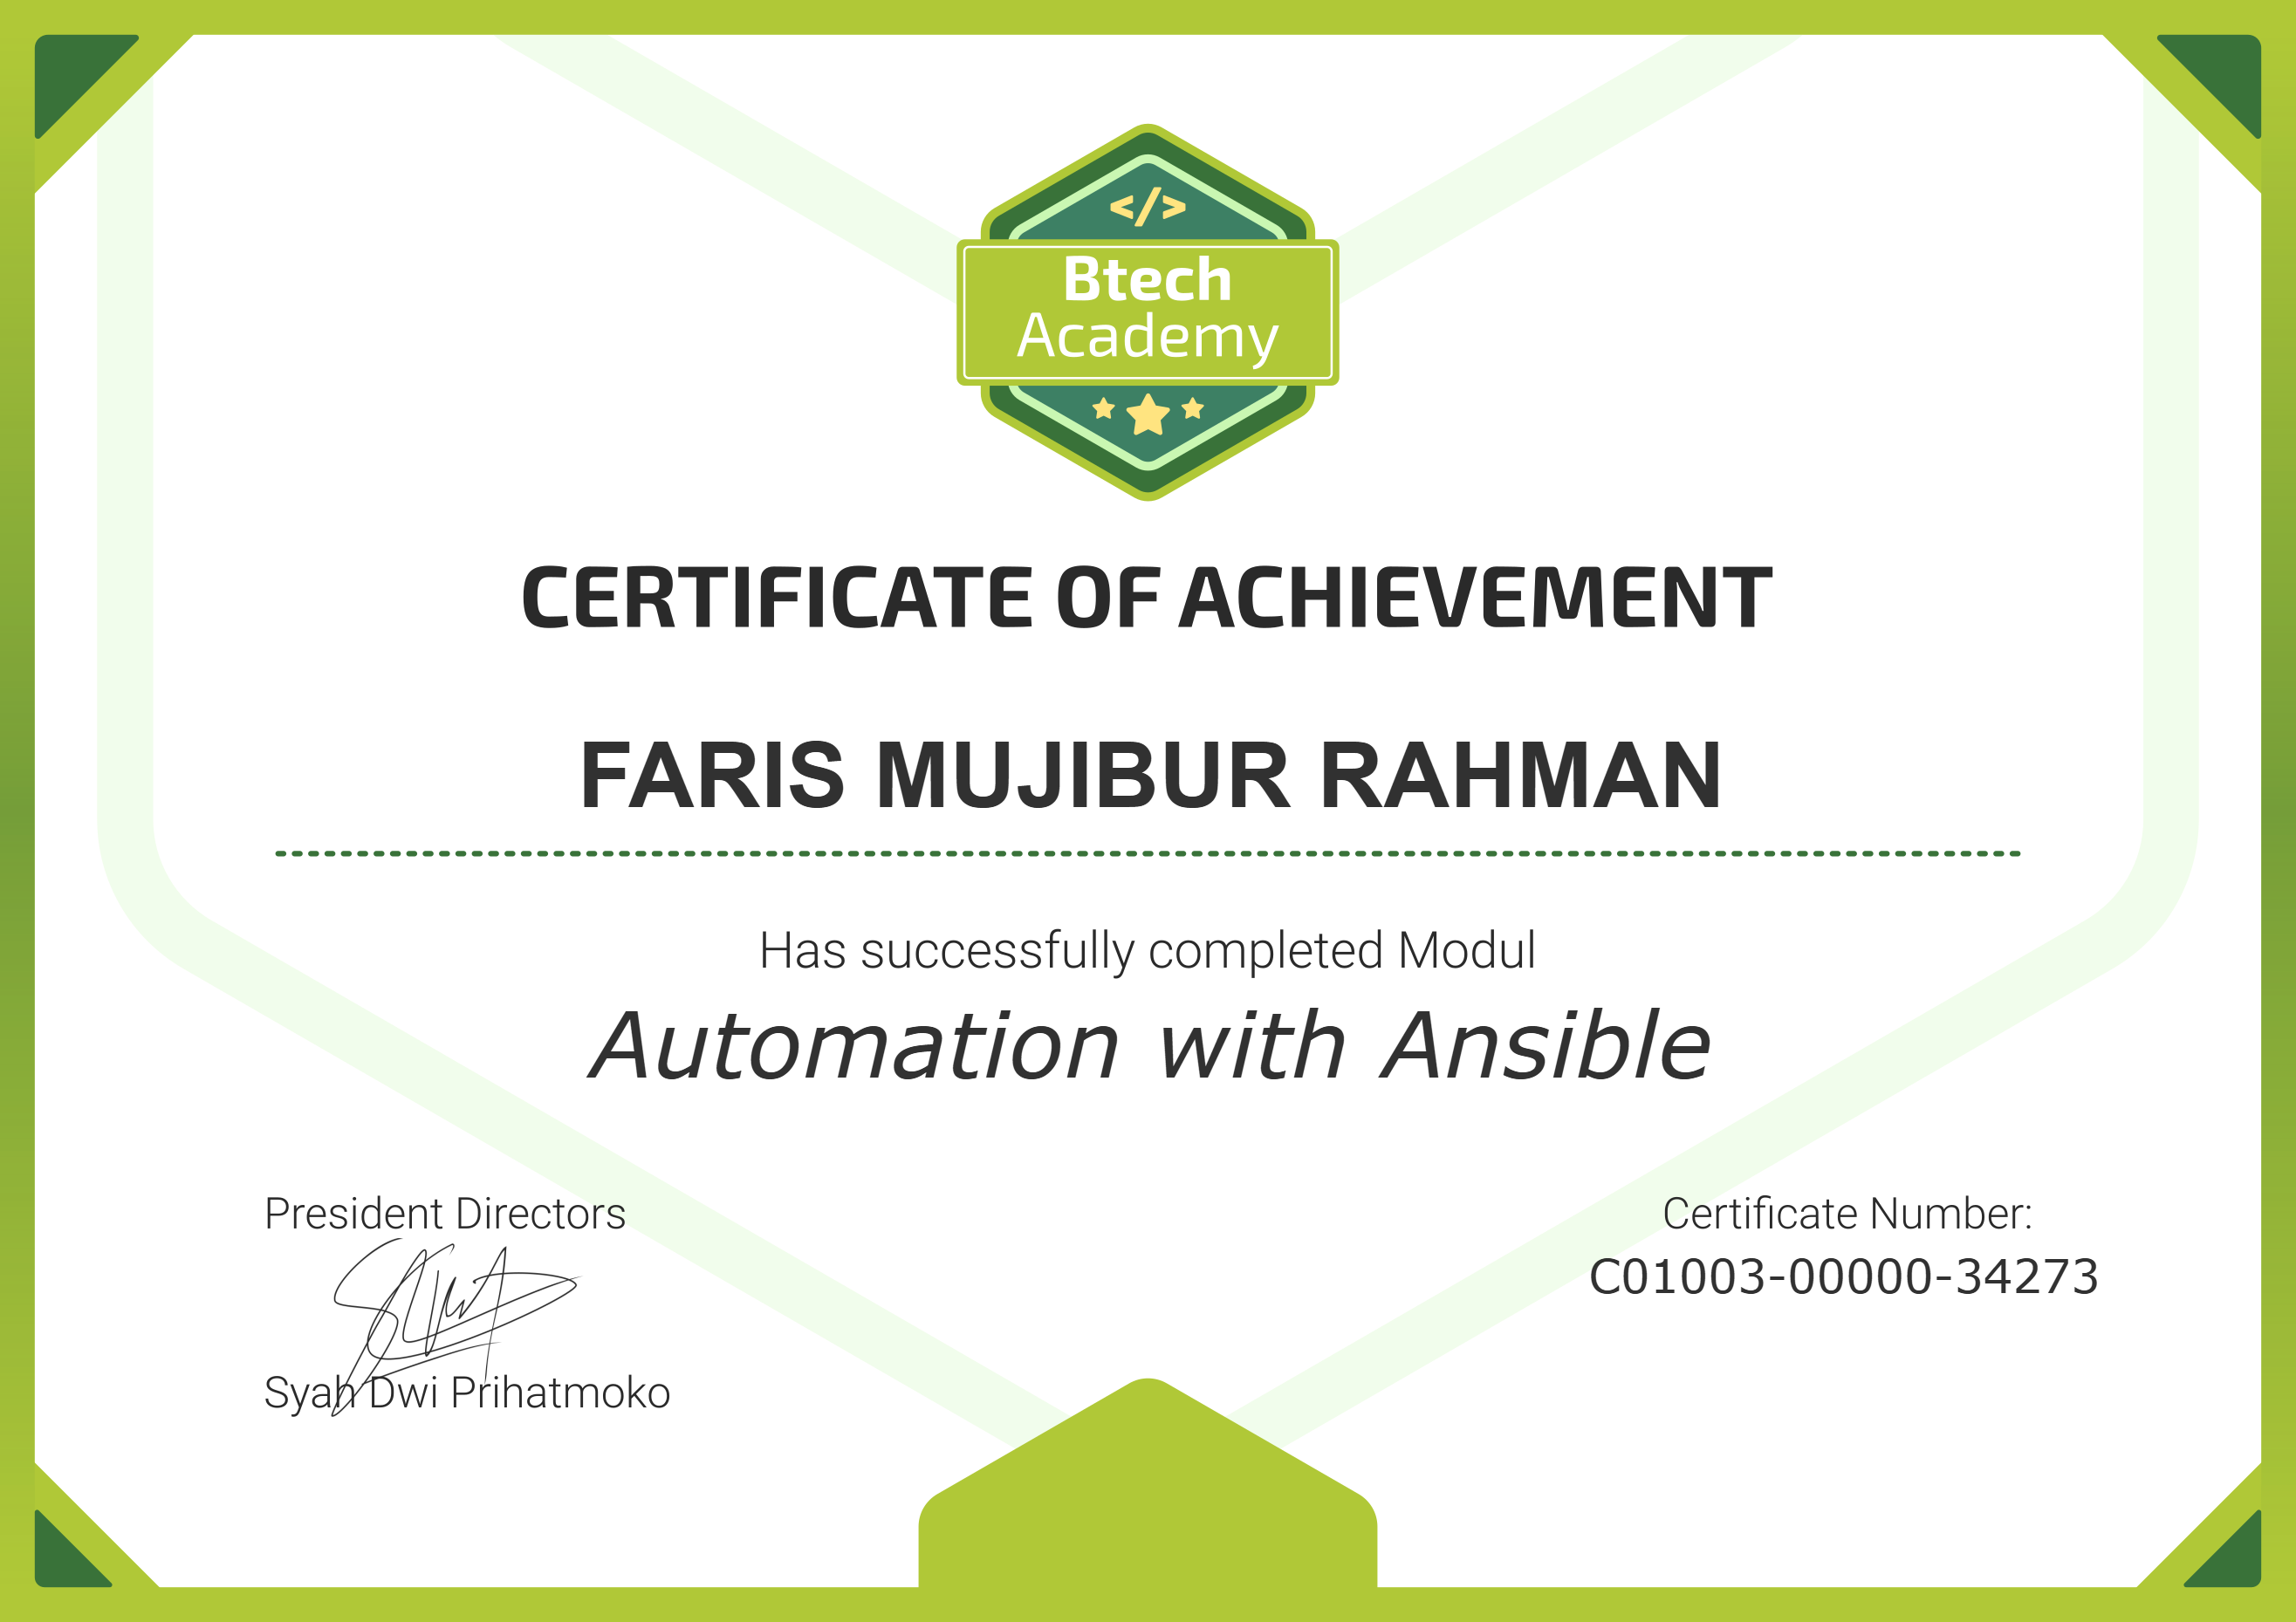 </>
Btech
Academy
CERTIFICATE OF ACHIEVEMENT
FARIS MUJIBUR RAHMAN
Has successfully completed Modul
Automation with Ansible
President Directors
Syah Dwi Prihatmoko
Certificate Number:
C01003-00000-34273